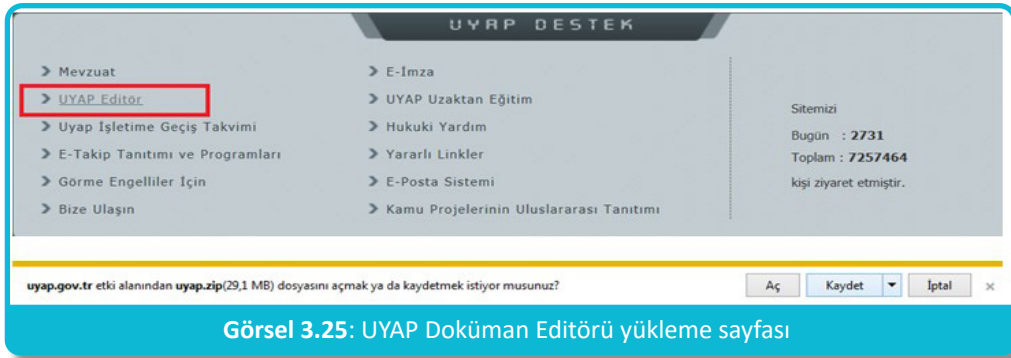 UYAP DESTEK
Mevzuat
UYAP Editör
Uyap İşletime Geçiş Takvimi
E-Takip Tanıtımı ve Programları
Görme Engelliler İçin
Bize Ulaşın
E-İmza
UYAP Uzaktan Eğitim
Hukuki Yardım
Yararlı Linkler
E-Posta Sistemi
Kamu Projelerinin Uluslararası Tanıtımı
Sitemizi
Bugün : 2731
Toplam : 7257464
kişi ziyaret etmiştir.
uyap.gov.tr etki alanından uyap.zip(29,1 MB) dosyasını açmak ya da kaydetmek istiyor musunuz?
Aç
Kaydet
İptal
Görsel 3.25: UYAP Doküman Editörü yükleme sayfası